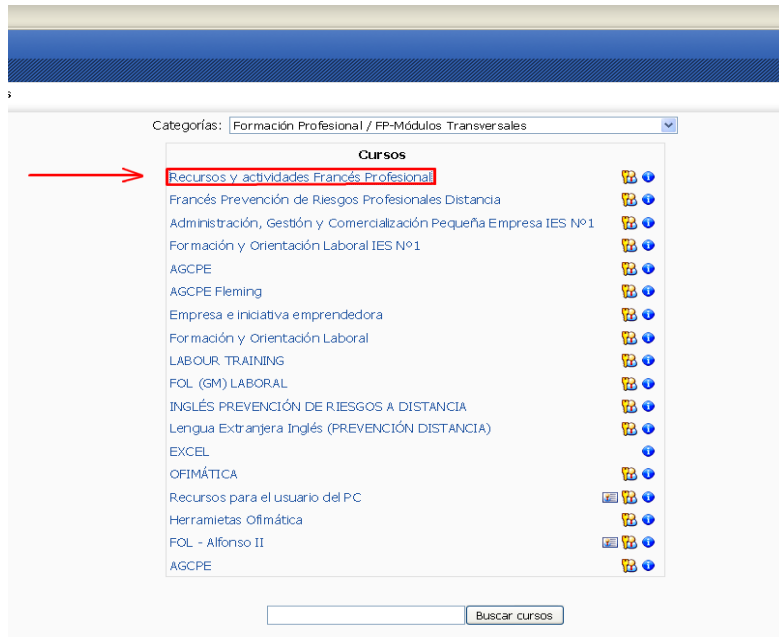 s
Categorías: Formación Profesional / FP-Módulos Transversales
Cursos
Recursos y actividades Francés Profesional
Francés Prevención de Riesgos Profesionales Distancia
Administración, Gestión y Comercialización Pequeña Empresa IES Nº1
Formación y Orientación Laboral IES Nº1
AGCPE
AGCPE Fleming
Empresa e iniciativa emprendedora
Formación y Orientación Laboral
LABOUR TRAINING
FOL (GM) LABORAL
INGLÉS PREVENCIÓN DE RIESGOS A DISTANCIA
Lengua Extranjera Inglés (PREVENCIÓN DISTANCIA)
EXCEL
OFIMÁTICA
Recursos para el usuario del PC
Herramietas Ofimática
FOL - Alfonso II
AGCPE
Buscar cursos